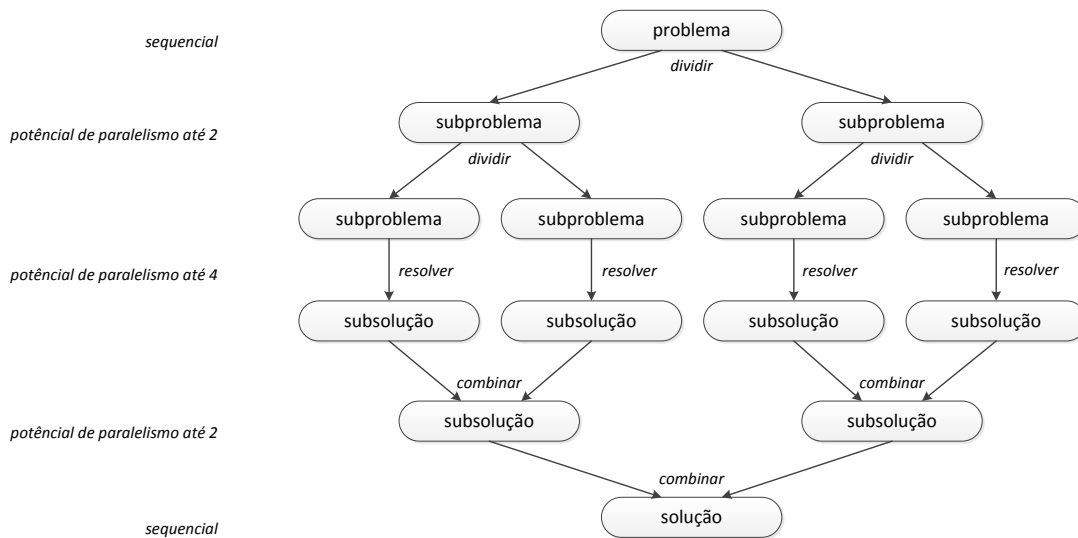 problema
sequencial
dividir
subproblema subproblema
potêncial de paralelismo até 2
dividir dividir
subproblema subproblema subproblema subproblema
potêncial de paralelismo até 4
resolver resolver resolver resolver
subsolução subsolução subsolução subsolução
combinar combinar
subsolução subsolução
potêncial de paralelismo até 2
combinar
solução
sequencial